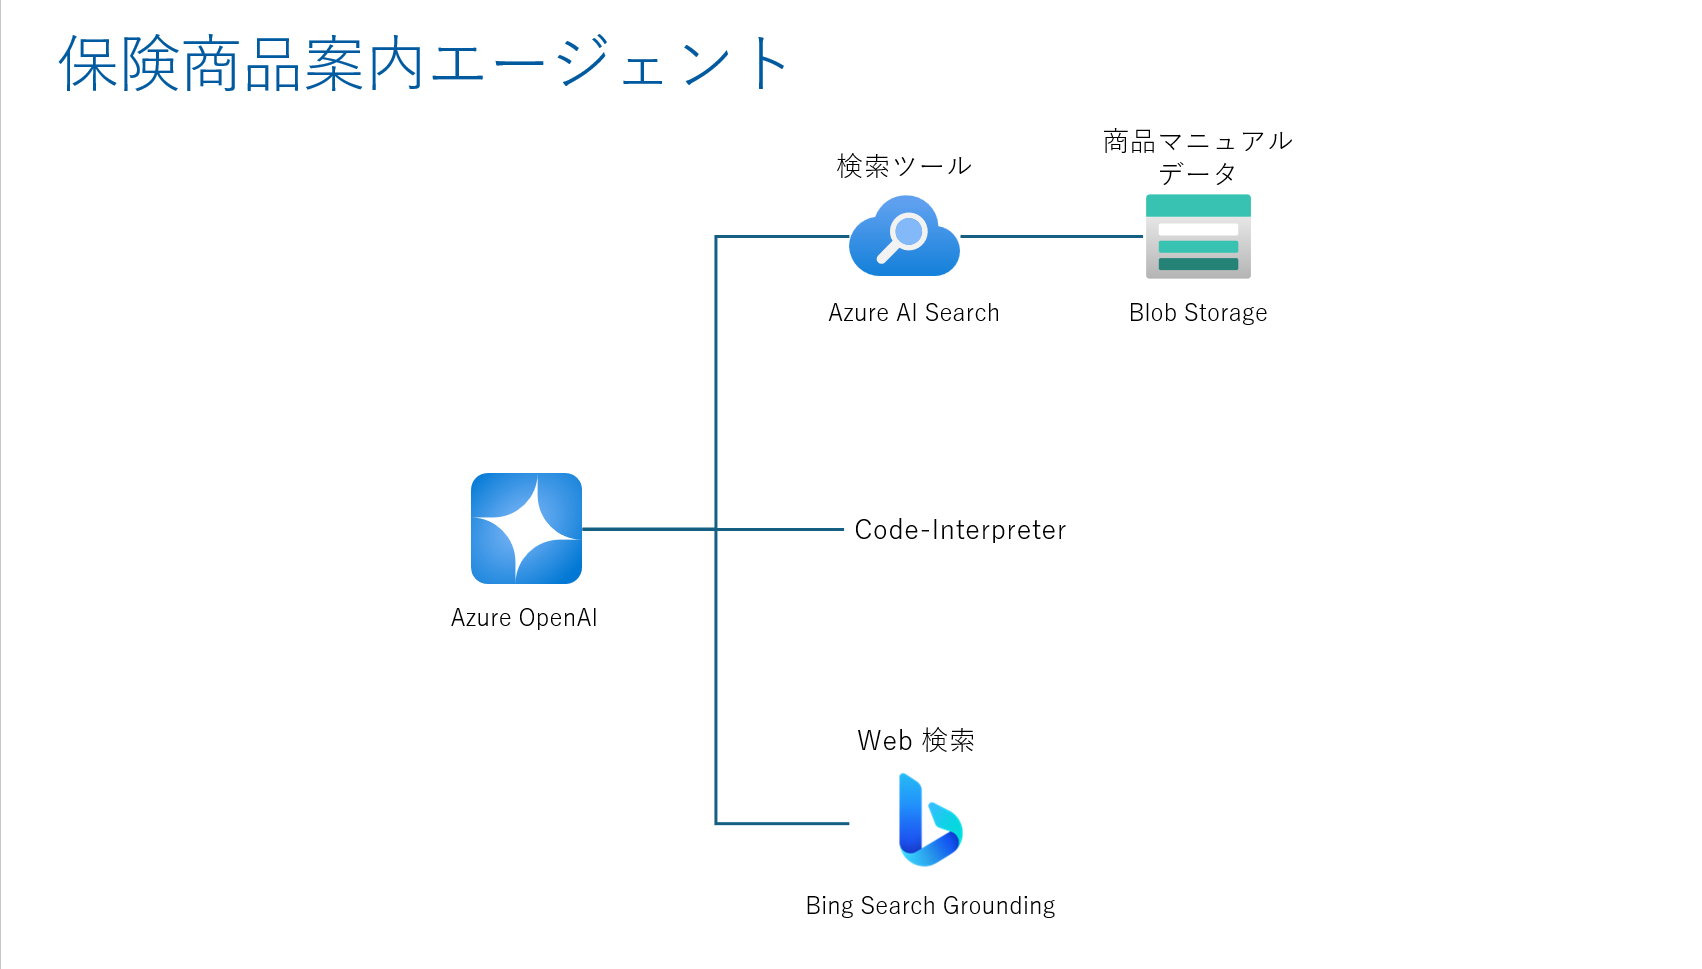 保険商品案内エージェント
商品マニュアル
データ
検索ツール
Azure AI Search
Blob Storage
Code-Interpreter
Azure OpenAI
Web 検索
Bing Search Grounding